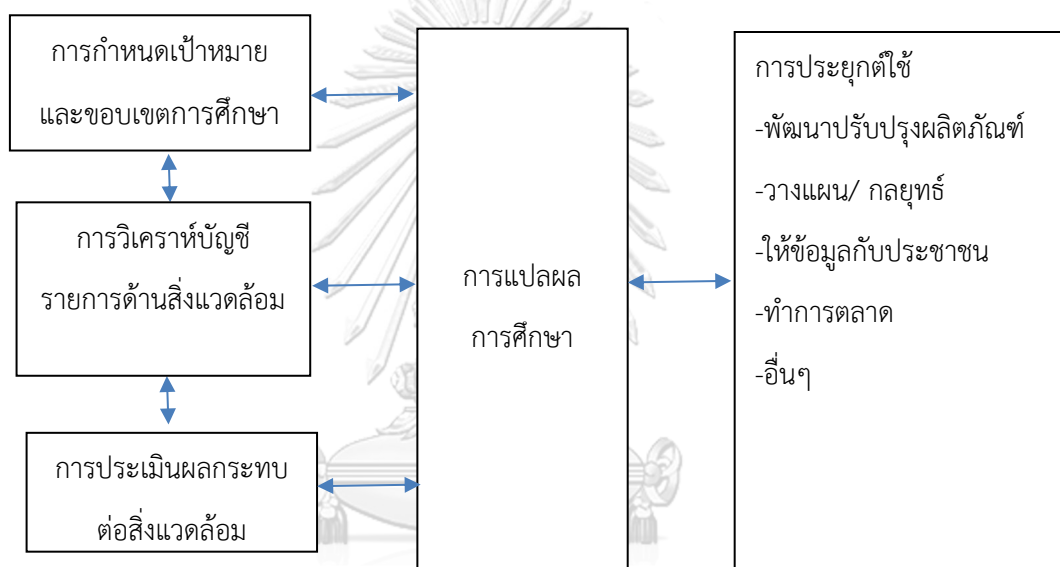 การกำหนดเป้าหมาย
และขอบเขตการศึกษา
การวิเคราะห์บัญชี
รายการด้านสิ่งแวดล้อม
การประเมินผลกระทบ
ต่อสิ่งแวดล้อม
การแปลผล
การศึกษา
การประยุกต์ใช้
-พัฒนาปรับปรุงผลิตภัณฑ์
-วางแผน/ กลยุทธ์
-ให้ข้อมูลกับประชาชน
-ทำการตลาด
-อื่นๆ